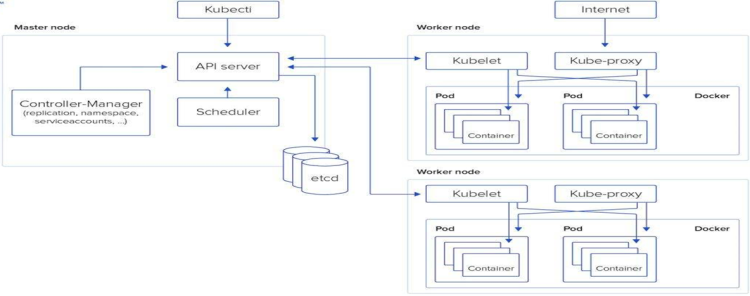 Kubecti
Internet
Master node
Worker node
API server
Kubelet
Kube-proxy
Controller-Manager
(replication, namespace,
serviceaccounts, ...)
Scheduler
Pod
Pod
Docker
Container
Container
etcd
Worker node
Kubelet
Kube-proxy
Pod
Pod
Docker
Container
Container